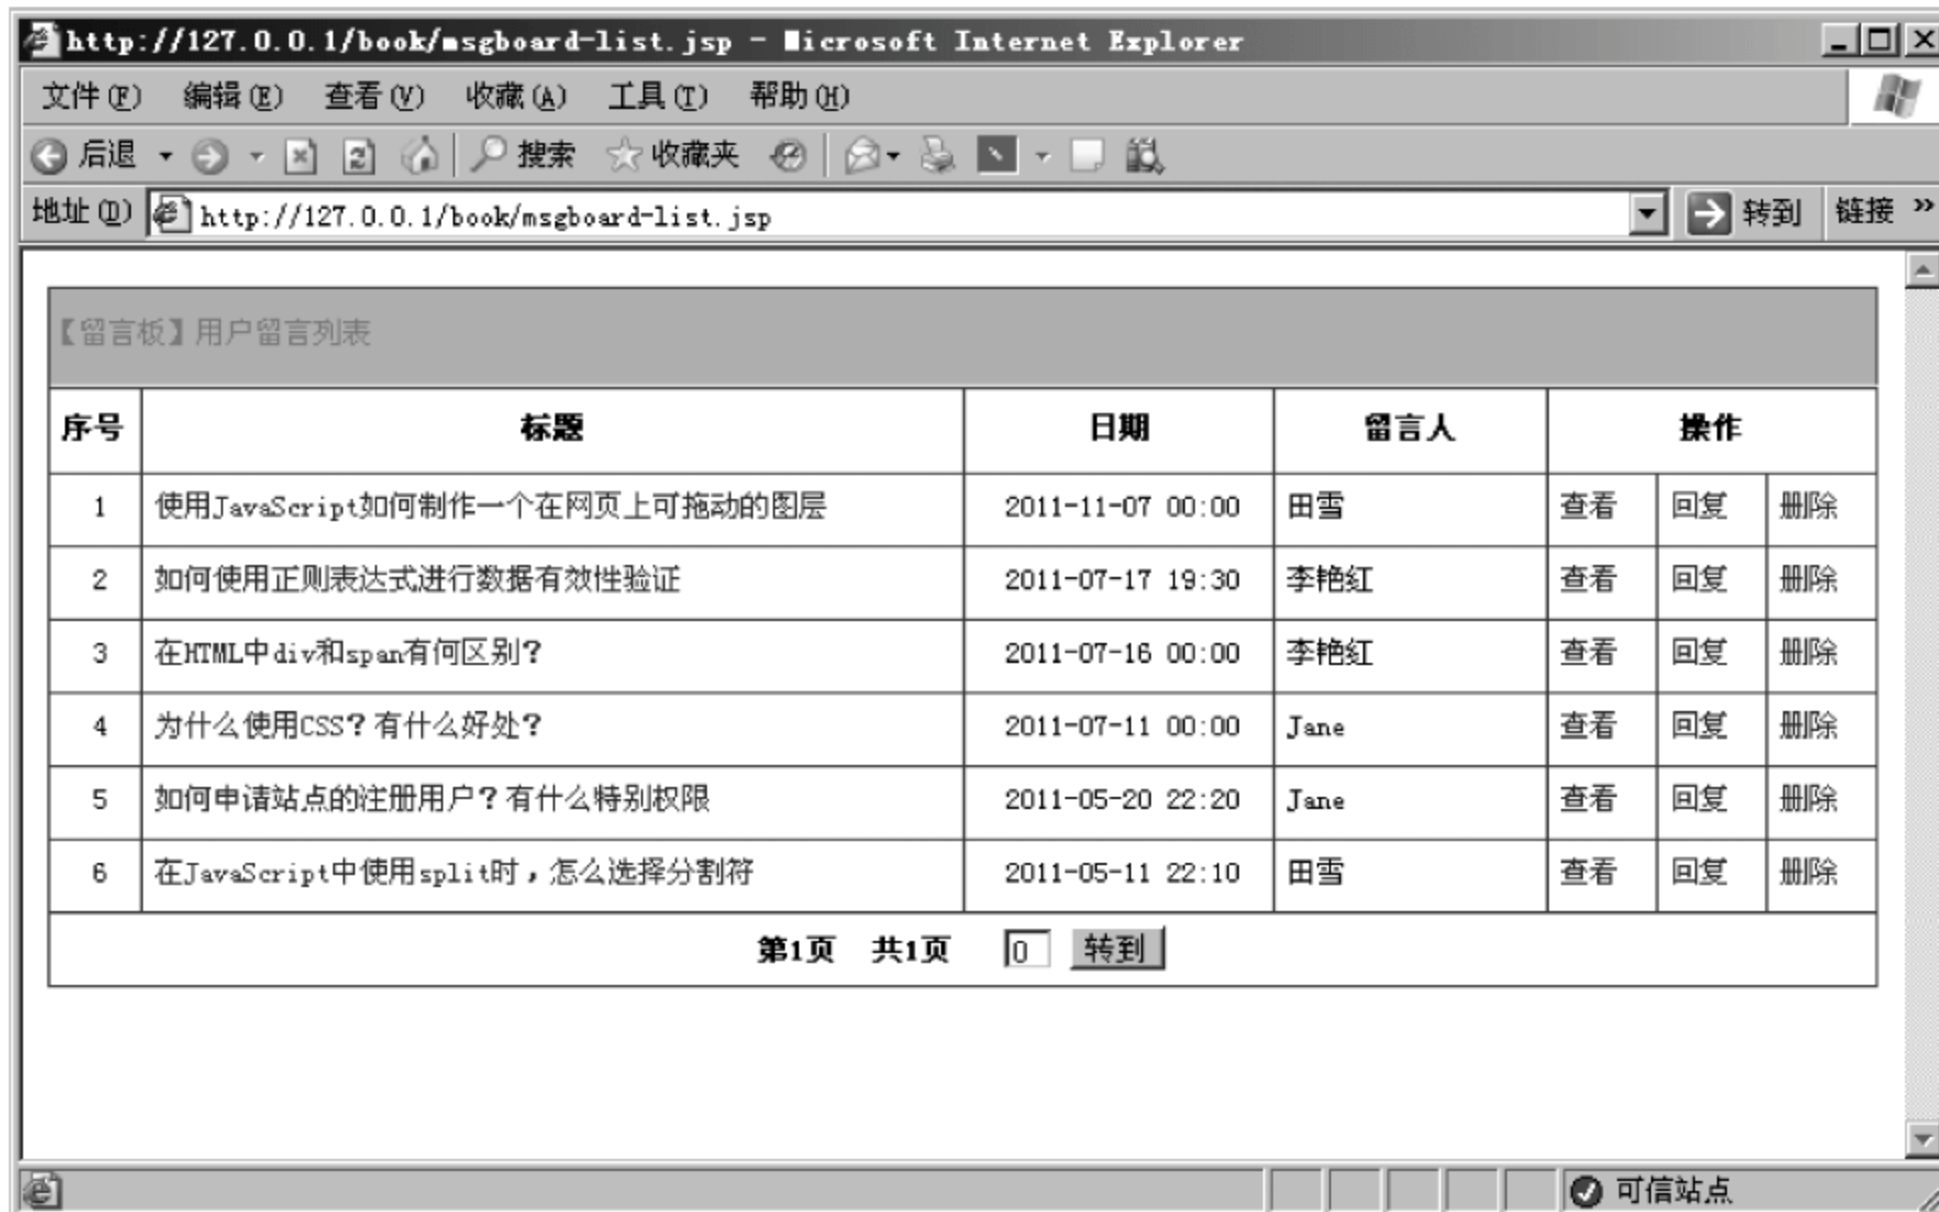 http://127.0.0.1/book/msgboard-list.jsp - Microsoft Internet Explorer
文件(F) 编辑(E) 查看(V) 收藏(A) 工具(T) 帮助(H)
后退 搜索 收藏夹
地址(D) http://127.0.0.1/book/msgboard-list.jsp 转到 链接 »
【留言板】用户留言列表
序号 标题 日期 留言人 操作
1 使用JavaScript如何制作一个在网页上可拖动的图层 2011-11-07 00:00 田雪 查看 回复 删除
2 如何使用正则表达式进行数据有效性验证 2011-07-17 19:30 李艳红 查看 回复 删除
3 在HTML中div和span有何区别？ 2011-07-16 00:00 李艳红 查看 回复 删除
4 为什么使用CSS？有什么好处？ 2011-07-11 00:00 Jane 查看 回复 删除
5 如何申请站点的注册用户？有什么特别权限 2011-05-20 22:20 Jane 查看 回复 删除
6 在JavaScript中使用split时，怎么选择分割符 2011-05-11 22:10 田雪 查看 回复 删除
第1页 共1页 0 转到
可信站点